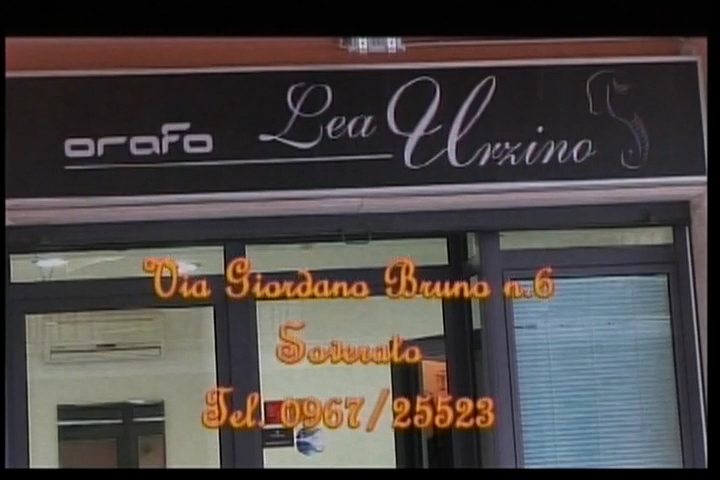 orafo Lea Urzino
Via Giordano Bruno n.6
Soverato
Tel. 0967/25523